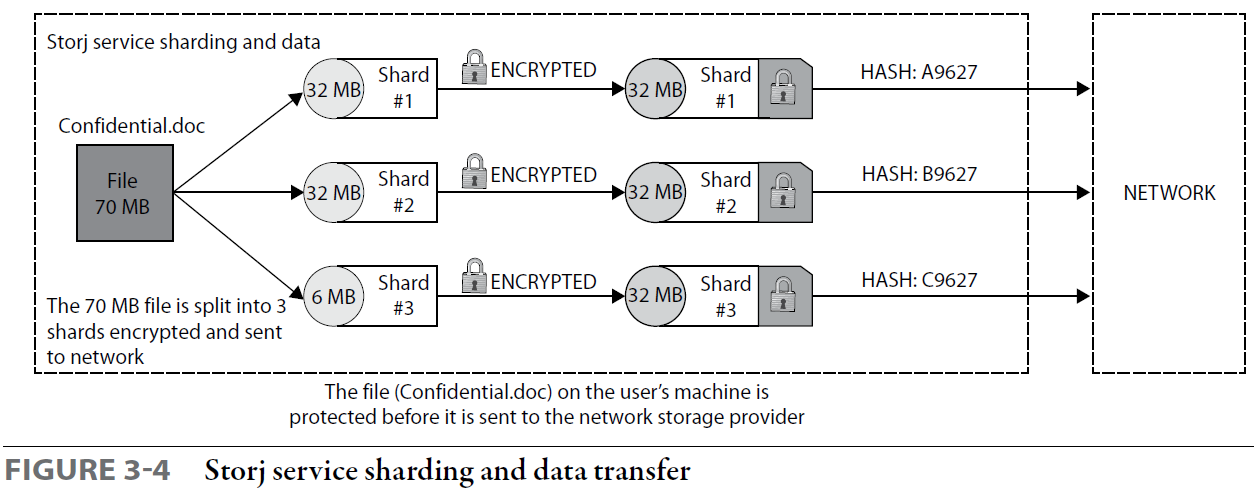 Storj service sharding and data
Confidential.doc
File
70 MB
The 70 MB file is split into 3
shards encrypted and sent
to network
32 MB
Shard
#1
ENCRYPTED
32 MB
Shard
#1
HASH: A9627
32 MB
Shard
#2
ENCRYPTED
32 MB
Shard
#2
HASH: B9627
6 MB
Shard
#3
ENCRYPTED
32 MB
Shard
#3
HASH: C9627
NETWORK
The file (Confidential.doc) on the user’s machine is
protected before it is sent to the network storage provider
FIGURE 3-4 Storj service sharding and data transfer